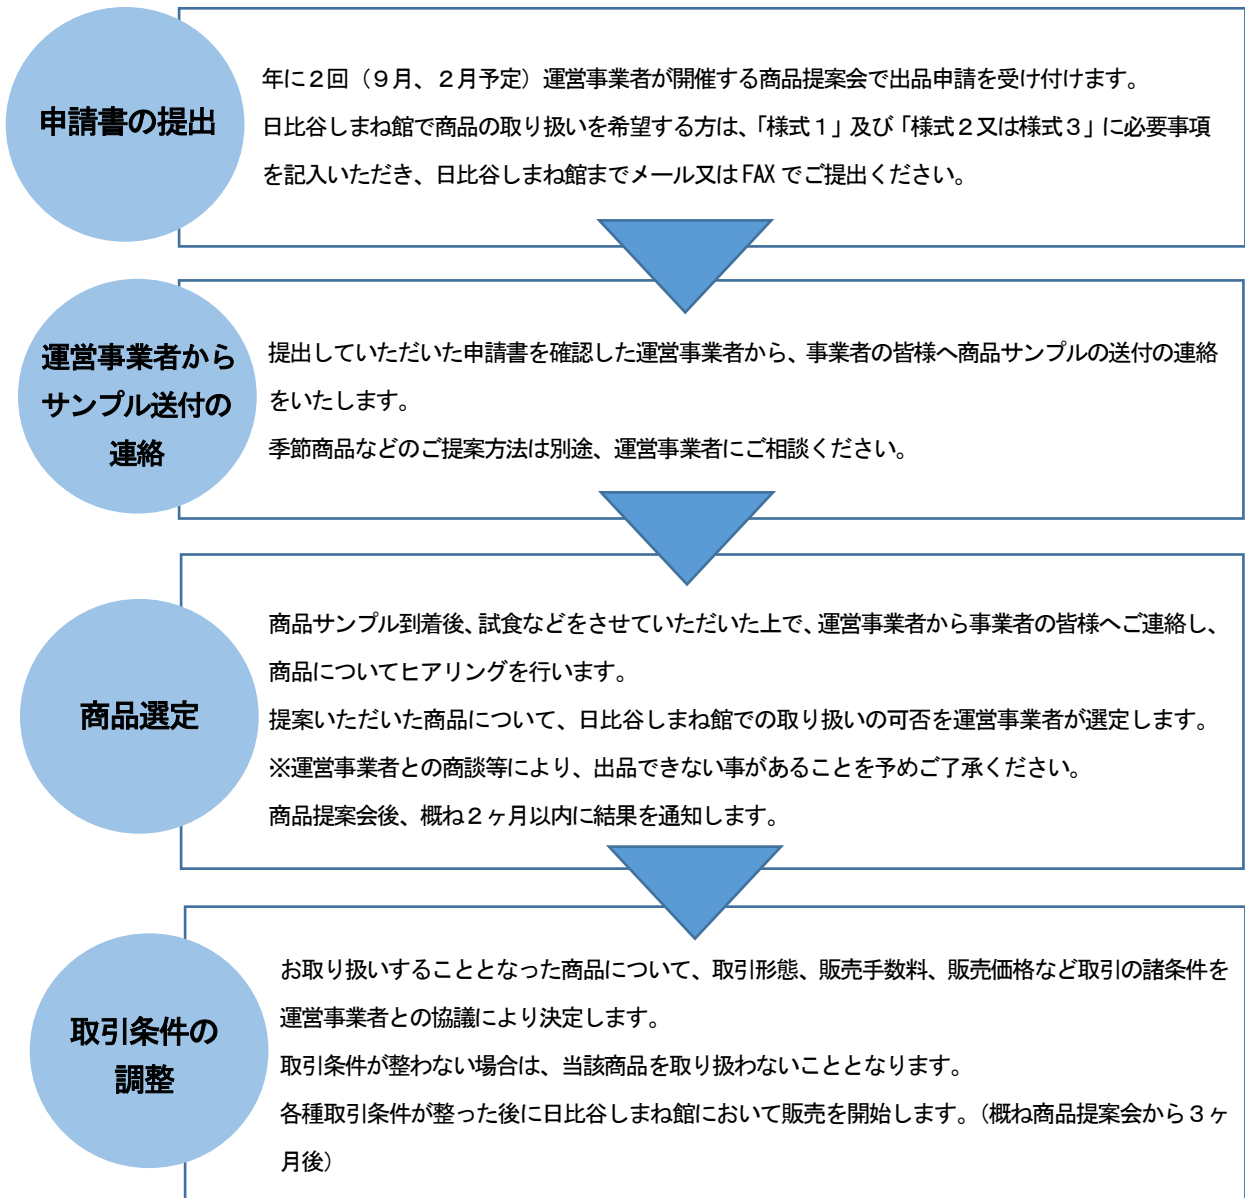 申請書の提出
年に２回（９月、２月予定）運営事業者が開催する商品提案会で出品申請を受け付けます。
日比谷しまね館で商品の取り扱いを希望する方は、「様式１」及び「様式２又は様式３」に必要事項
を記入いただき、日比谷しまね館までメール又は FAX でご提出ください。
運営事業者から
サンプル送付の
連絡
提出していただいた申請書を確認した運営事業者から、事業者の皆様へ商品サンプルの送付の連絡
をいたします。
季節商品などのご提案方法は別途、運営事業者にご相談ください。
商品選定
商品サンプル到着後、試食などをさせていただいた上で、運営事業者から事業者の皆様へご連絡し、
商品についてヒアリングを行います。
提案いただいた商品について、日比谷しまね館での取り扱いの可否を運営事業者が選定します。
※運営事業者との商談等により、出品できない事があることを予めご了承ください。
商品提案会後、概ね２ヶ月以内に結果を通知します。
取引条件の
調整
お取り扱いすることとなった商品について、取引形態、販売手数料、販売価格など取引の諸条件を
運営事業者との協議により決定します。
取引条件が整わない場合は、当該商品を取り扱わないこととなります。
各種取引条件が整った後に日比谷しまね館において販売を開始します。（概ね商品提案会から３ヶ
月後）